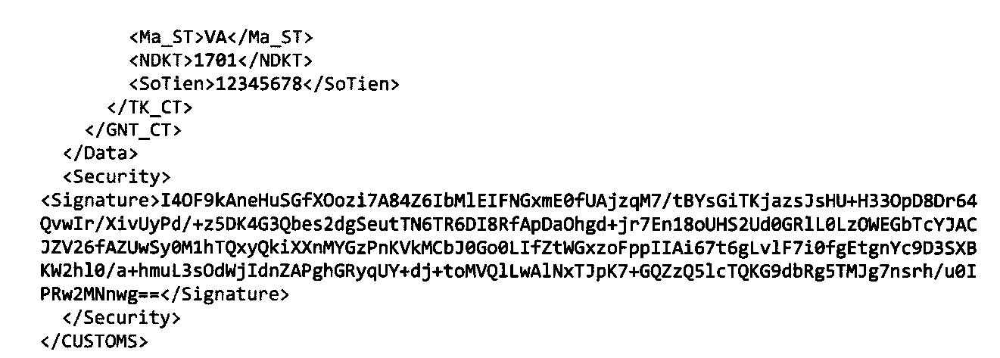 <Ma_ST>VA</Ma_ST>
<NDKT>1701</NDKT>
<SoTien>12345678</SoTien>
</TK_CT>
</GNT_CT>
</Data>
<Security>
<Signature>I4OF9kAneHuSGfXOozi7A84Z6IbMlEIFNGxmE0fUAjzqM7/tBYsGiTKjazsJsHU+H33OpD8Dr64
QvwIr/XivUyPd/+z5DK4G3Qbes2dgSeutTN6TR6DI8RfApDaOhgd+jr7En18oUHS2Ud0GRlL0LzOWEGbTcYJAC
JZV26fAZUwSy0M1hTQxyQkiXXnMYGzPnKVkMCbJ0Go0LIfZtWGxzoFppIIAi67t6gLvlF7i0fgEtgnYc9D3SXB
KW2hl0/a+hmuL3sOdWjIdnZAPghGRyqUY+dj+toMVQlLwAlNxTJpK7+GQZzQ5lcTQKG9dbRg5TMJg7nsrh/u0I
PRw2MNnwg==</Signature>
</Security>
</CUSTOMS>